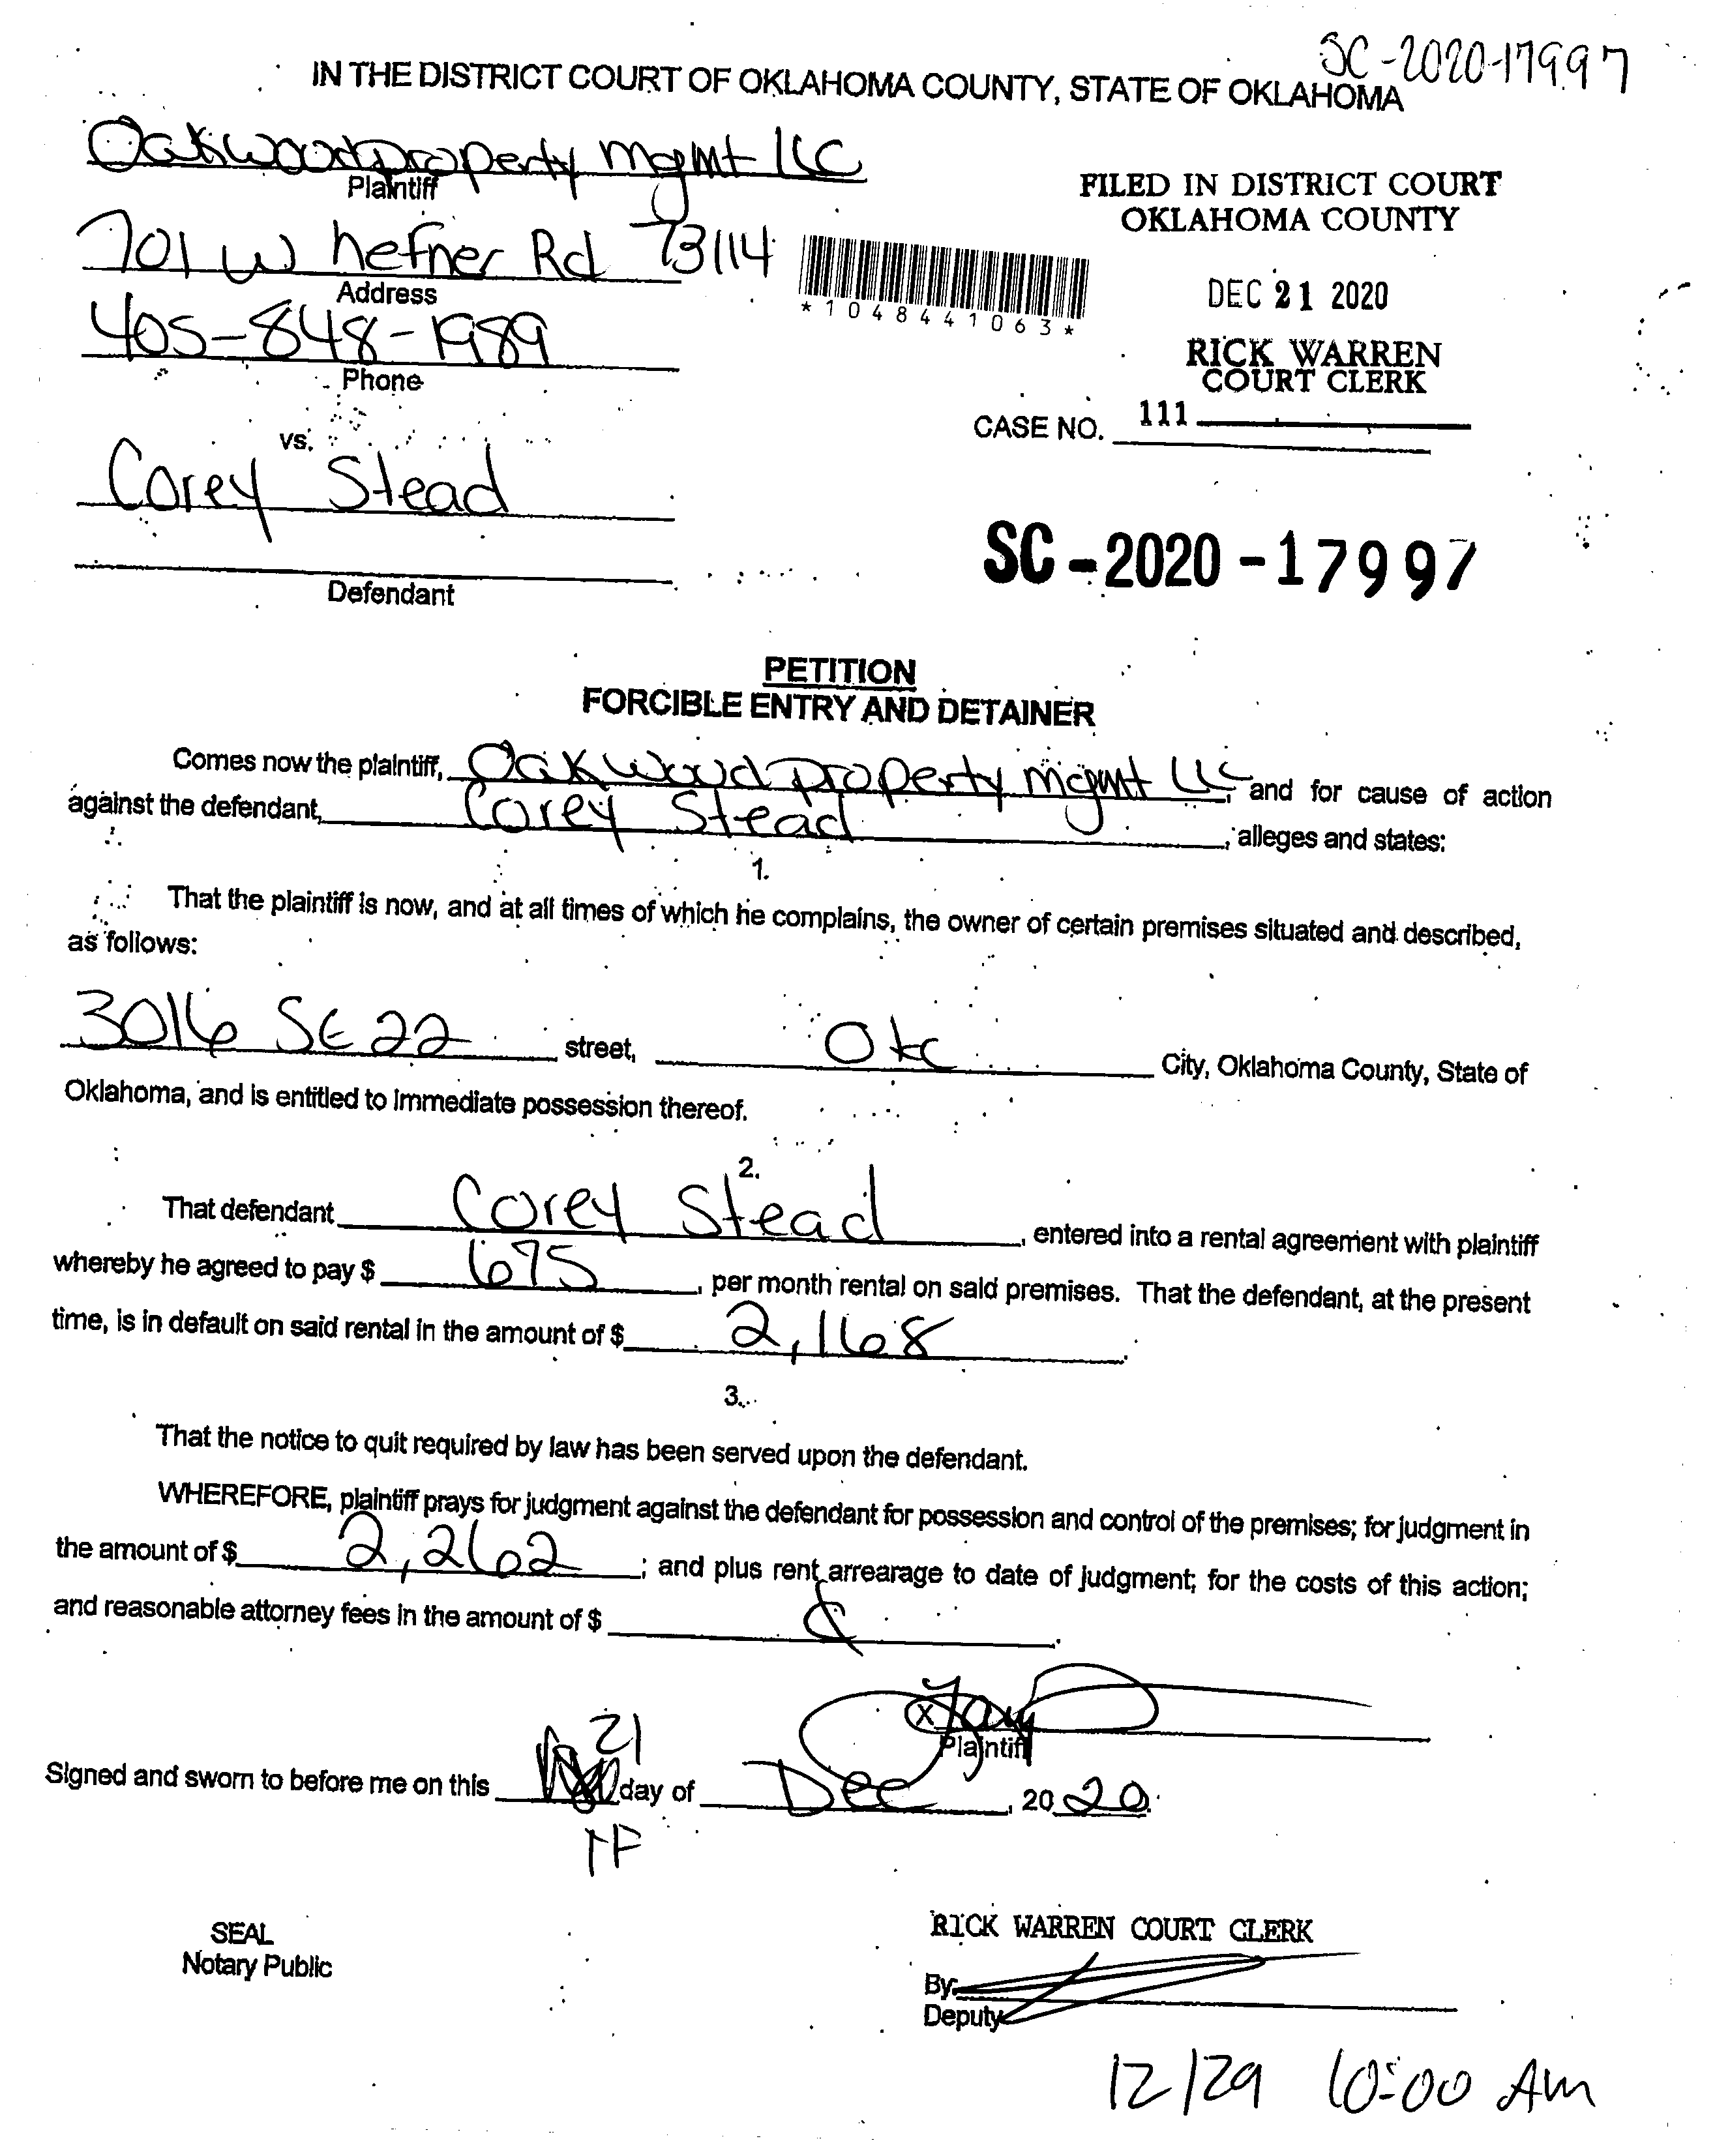 SC-2020-17997
IN THE DISTRICT COURT OF OKLAHOMA COUNTY, STATE OF OKLAHOMA
Oakwood property mgmt LLC
Plaintiff
FILED IN DISTRICT COURT
OKLAHOMA COUNTY
701 W hefner Rd 73114
Address
*1048441063*
DEC 21 2020
405-848-1989
Phone
RICK WARREN
COURT CLERK
CASE NO. 111
vs.
Corey Stead
Defendant
SC-2020-17997
PETITION
FORCIBLE ENTRY AND DETAINER
Comes now the plaintiff, Oakwood property mgmt LLC, and for cause of action
against the defendant, Corey Stead, alleges and states:
1.
That the plaintiff is now, and at all times of which he complains, the owner of certain premises situated and described,
as follows:
3016 SE 22 street, Okc City, Oklahoma County, State of
Oklahoma, and is entitled to immediate possession thereof.
2.
That defendant Corey Stead, entered into a rental agreement with plaintiff
whereby he agreed to pay $ 675, per month rental on said premises. That the defendant, at the present
time, is in default on said rental in the amount of $ 2,168.
3.
That the notice to quit required by law has been served upon the defendant.
WHEREFORE, plaintiff prays for judgment against the defendant for possession and control of the premises; for judgment in
the amount of $ 2,262; and plus rent arrearage to date of judgment; for the costs of this action;
and reasonable attorney fees in the amount of $ .
X
Plaintiff
21
Signed and sworn to before me on this day of Dec, 2020.
TF
SEAL
Notary Public
RICK WARREN COURT CLERK
By
Deputy
12/29 10:00 Am